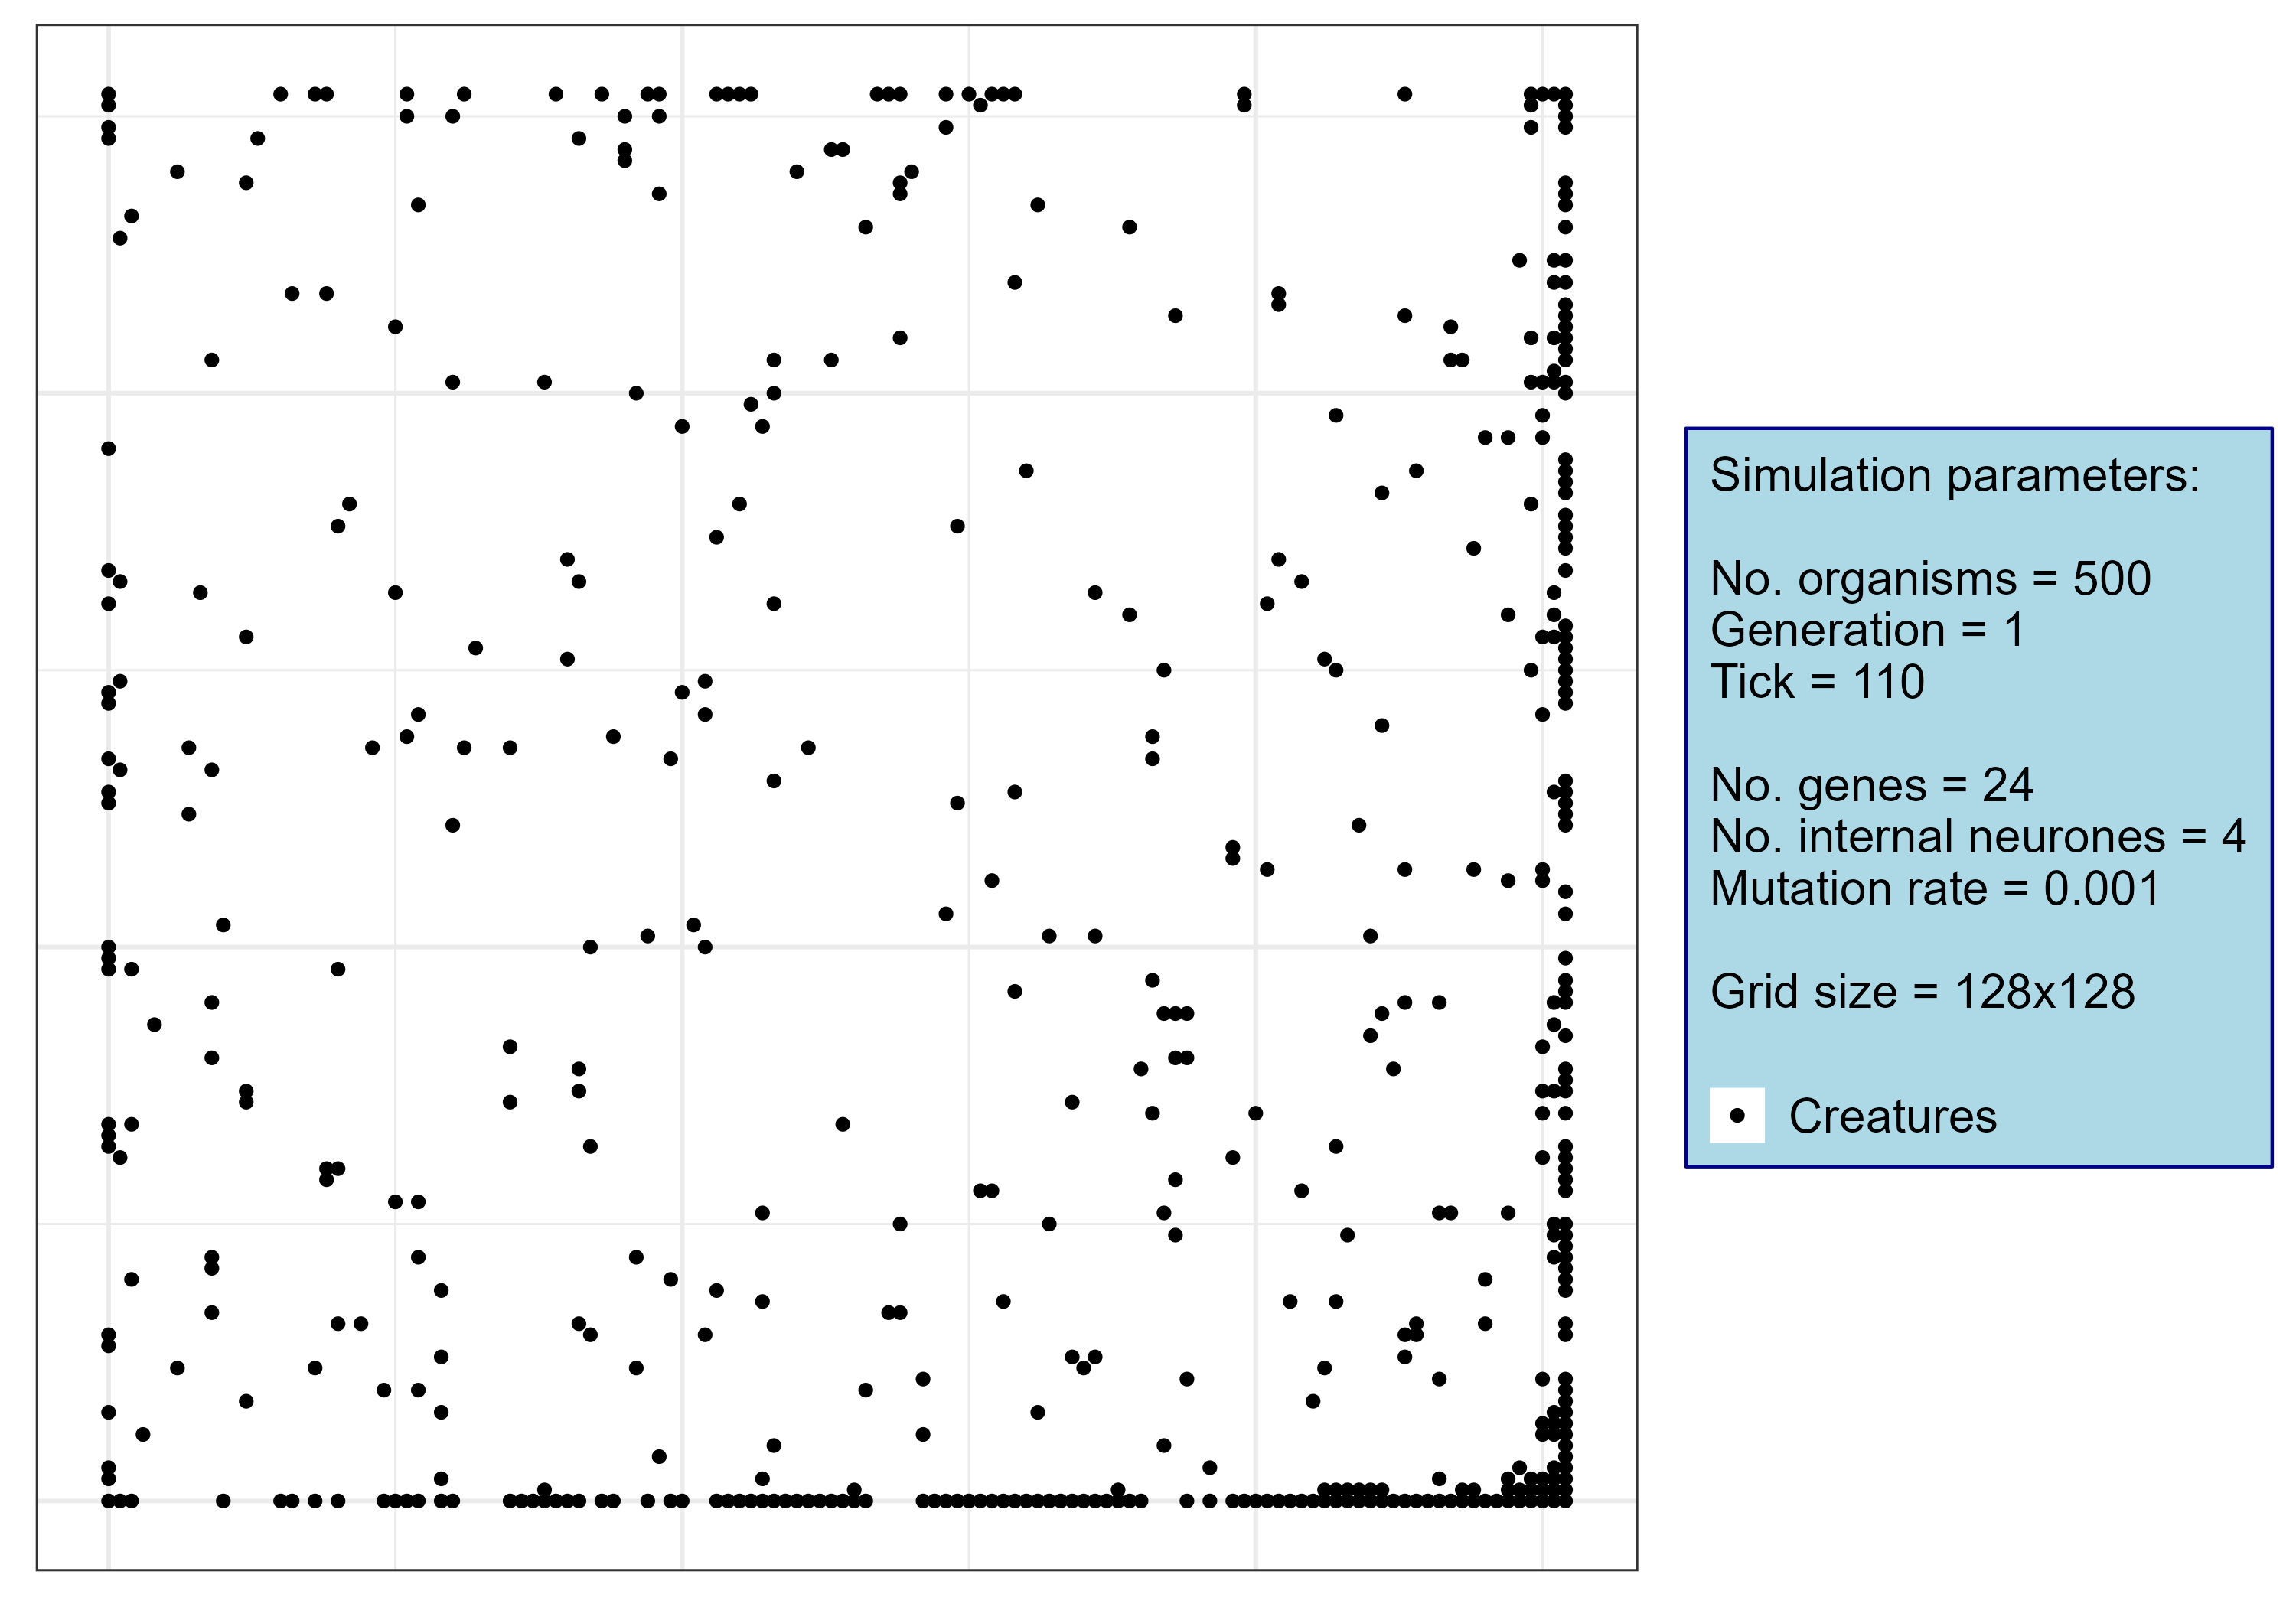 Simulation parameters:
No. organisms = 500
Generation = 1
Tick = 110
No. genes = 24
No. internal neurones = 4
Mutation rate = 0.001
Grid size = 128x128
Creatures